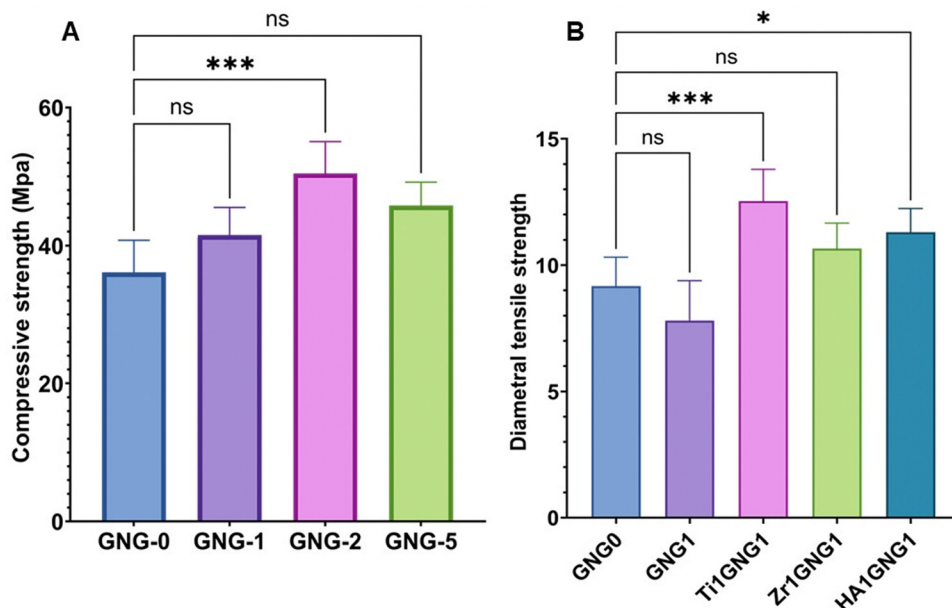 A
ns
***
ns
Compressive strength (Mpa)
60
40
20
0
GNG-0 GNG-1 GNG-2 GNG-5
B
*
ns
***
ns
Diametral tensile strength
15
10
5
0
GNG0
GNG1
Ti1GNG1
Zr1GNG1
HA1GNG1